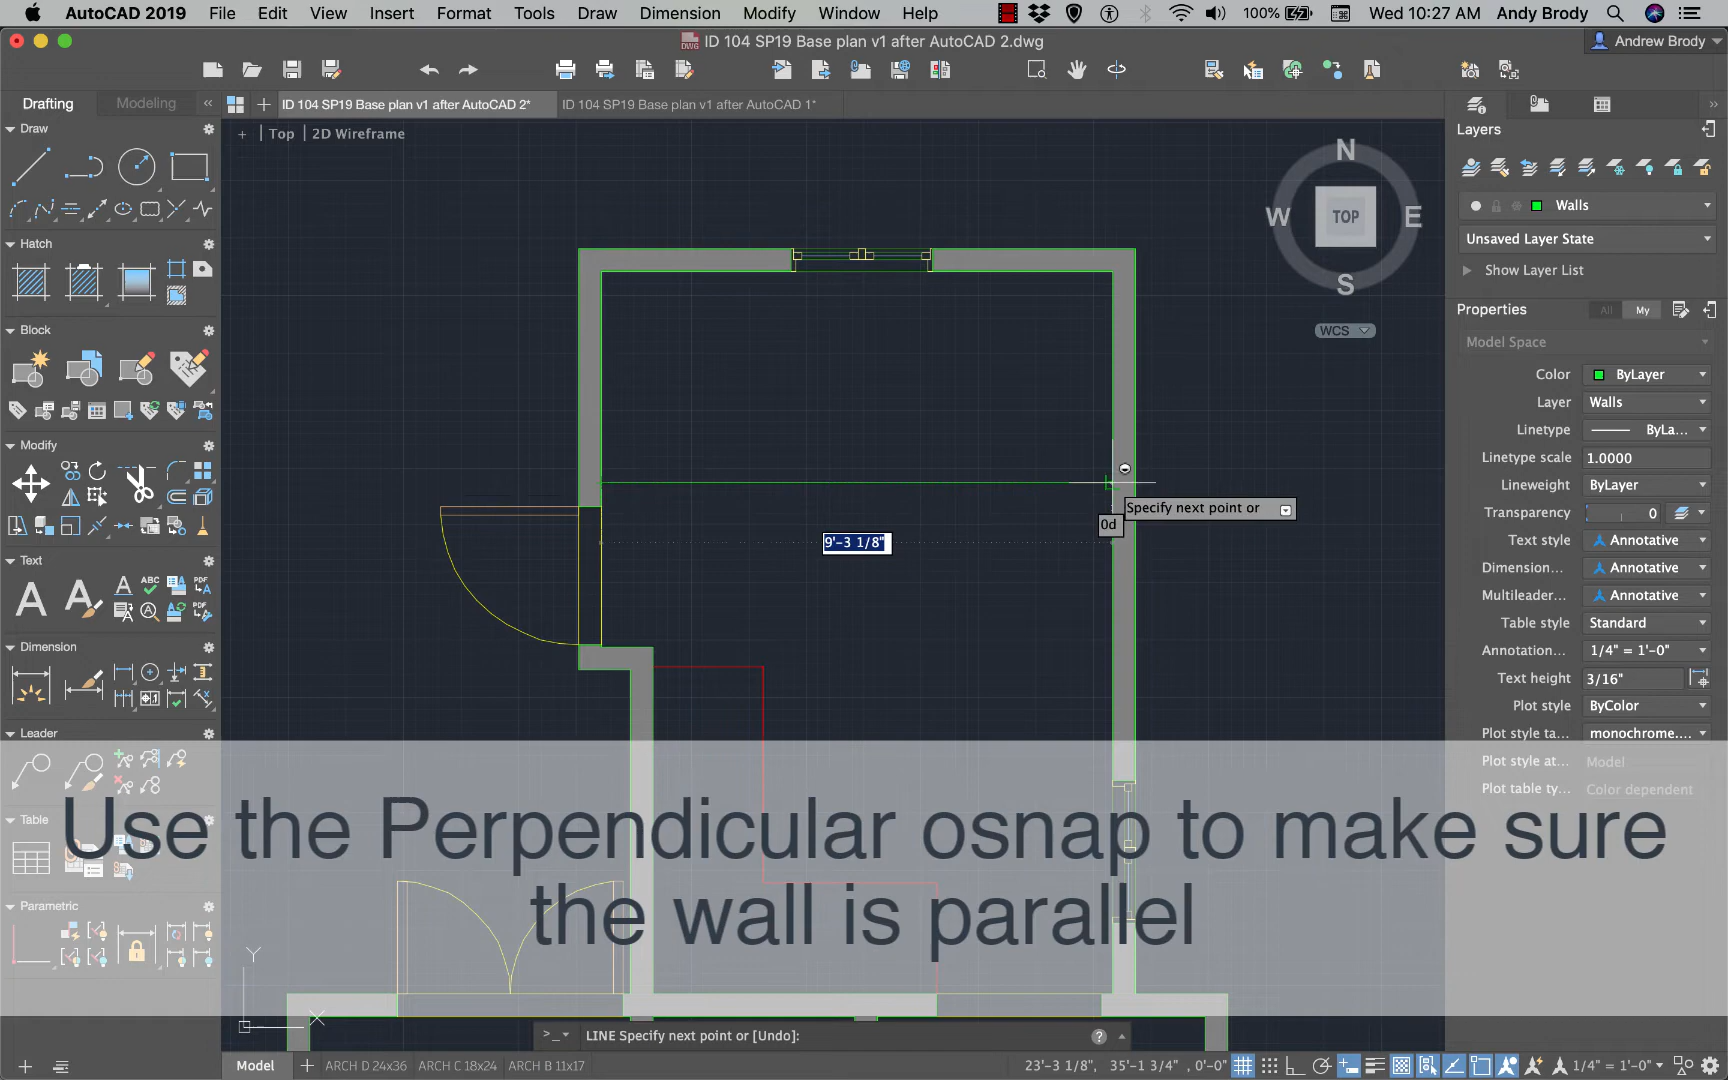 AutoCAD 2019 File Edit View Insert Format Tools Draw Dimension Modify Window Help 100% Wed 10:27 AM Andy Brody
ID 104 SP19 Base plan v1 after AutoCAD 2.dwg
Andrew Brody
Drafting Modeling
ID 104 SP19 Base plan v1 after AutoCAD 2* ID 104 SP19 Base plan v1 after AutoCAD 1*
Draw
+ | Top | 2D Wireframe
Hatch
Block
Modify
Text
Dimension
Leader
Table
Parametric
N
W TOP E
S
WCS
Specify next point or
0d
9'-3 1/8"
Layers
Walls
Unsaved Layer State
Show Layer List
Properties All My
Model Space
Color ByLayer
Layer Walls
Linetype ByLa...
Linetype scale 1.0000
Lineweight ByLayer
Transparency 0
Text style Annotative
Dimension... Annotative
Multileader... Annotative
Table style Standard
Annotation... 1/4" = 1'-0"
Text height 3/16"
Plot style ByColor
Plot style ta... monochrome....
Plot style at... Model
Plot table ty... Color dependent
Use the Perpendicular osnap to make sure
the wall is parallel
Y
X
>_ LINE Specify next point or [Undo]: ?
Model ARCH D 24x36 ARCH C 18x24 ARCH B 11x17 23'-3 1/8", 35'-1 3/4" , 0'-0" 1/4" = 1'-0"